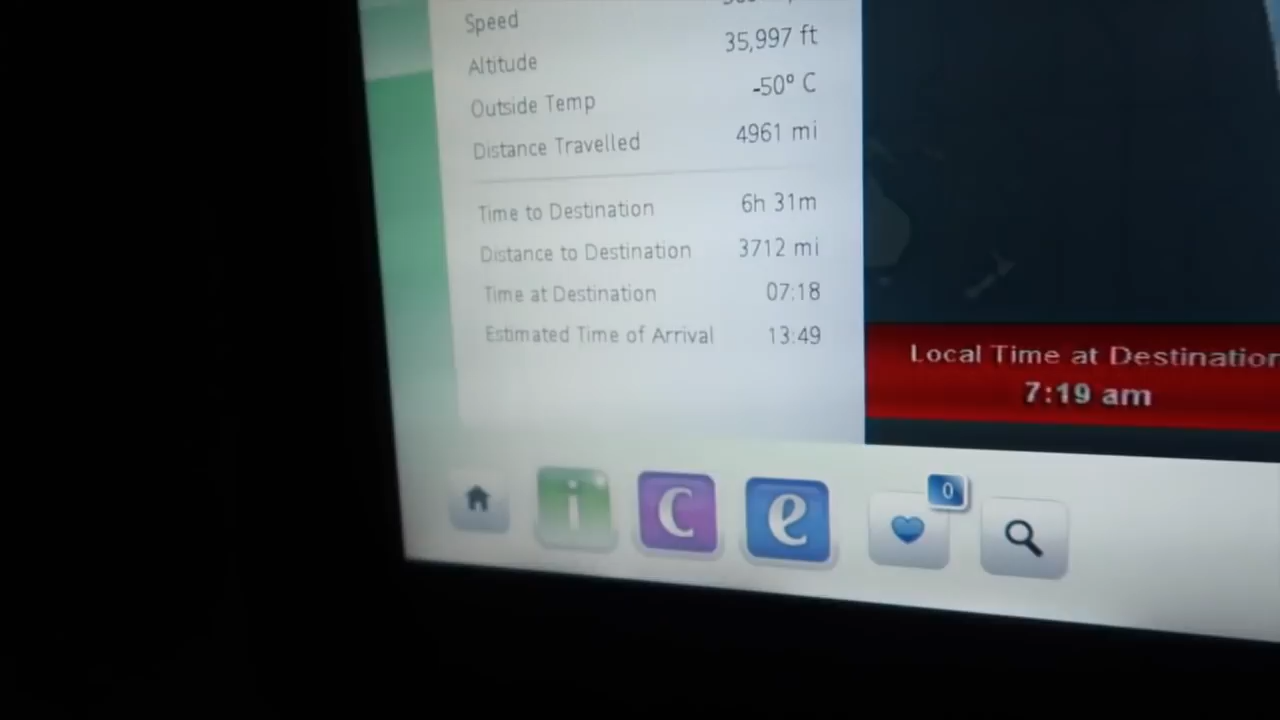 Speed
Altitude 35,997 ft
Outside Temp -50º C
Distance Travelled 4961 mi
Time to Destination 6h 31m
Distance to Destination 3712 mi
Time at Destination 07:18
Estimated Time of Arrival 13:49
Local Time at Destination
7:19 am
i
C
e
0